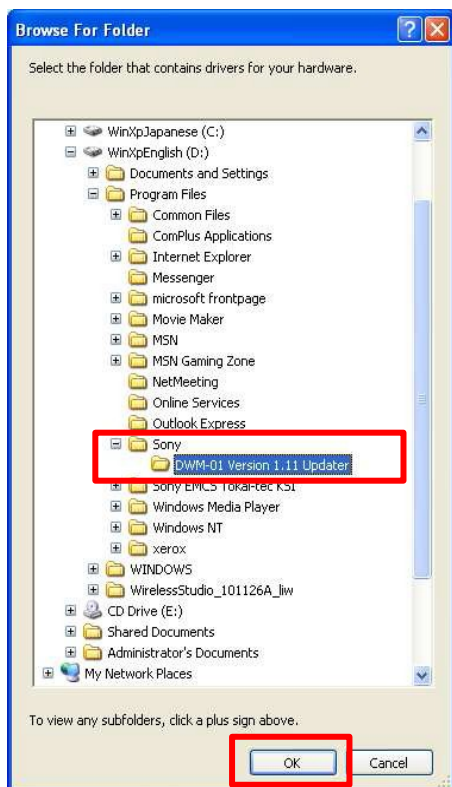 Browse For Folder
Select the folder that contains drivers for your hardware.
WinXpJapanese (C:)
WinXpEnglish (D:)
Documents and Settings
Program Files
Common Files
ComPlus Applications
Internet Explorer
Messenger
microsoft frontpage
Movie Maker
MSN
MSN Gaming Zone
NetMeeting
Online Services
Outlook Express
Sony
DWM-01 Version 1.11 Updater
Sony EMCS Tokai-tec KSI
Windows Media Player
Windows NT
xerox
WINDOWS
WirelessStudio_101126A_liw
CD Drive (E:)
Shared Documents
Administrator's Documents
My Network Places
To view any subfolders, click a plus sign above.
OK Cancel